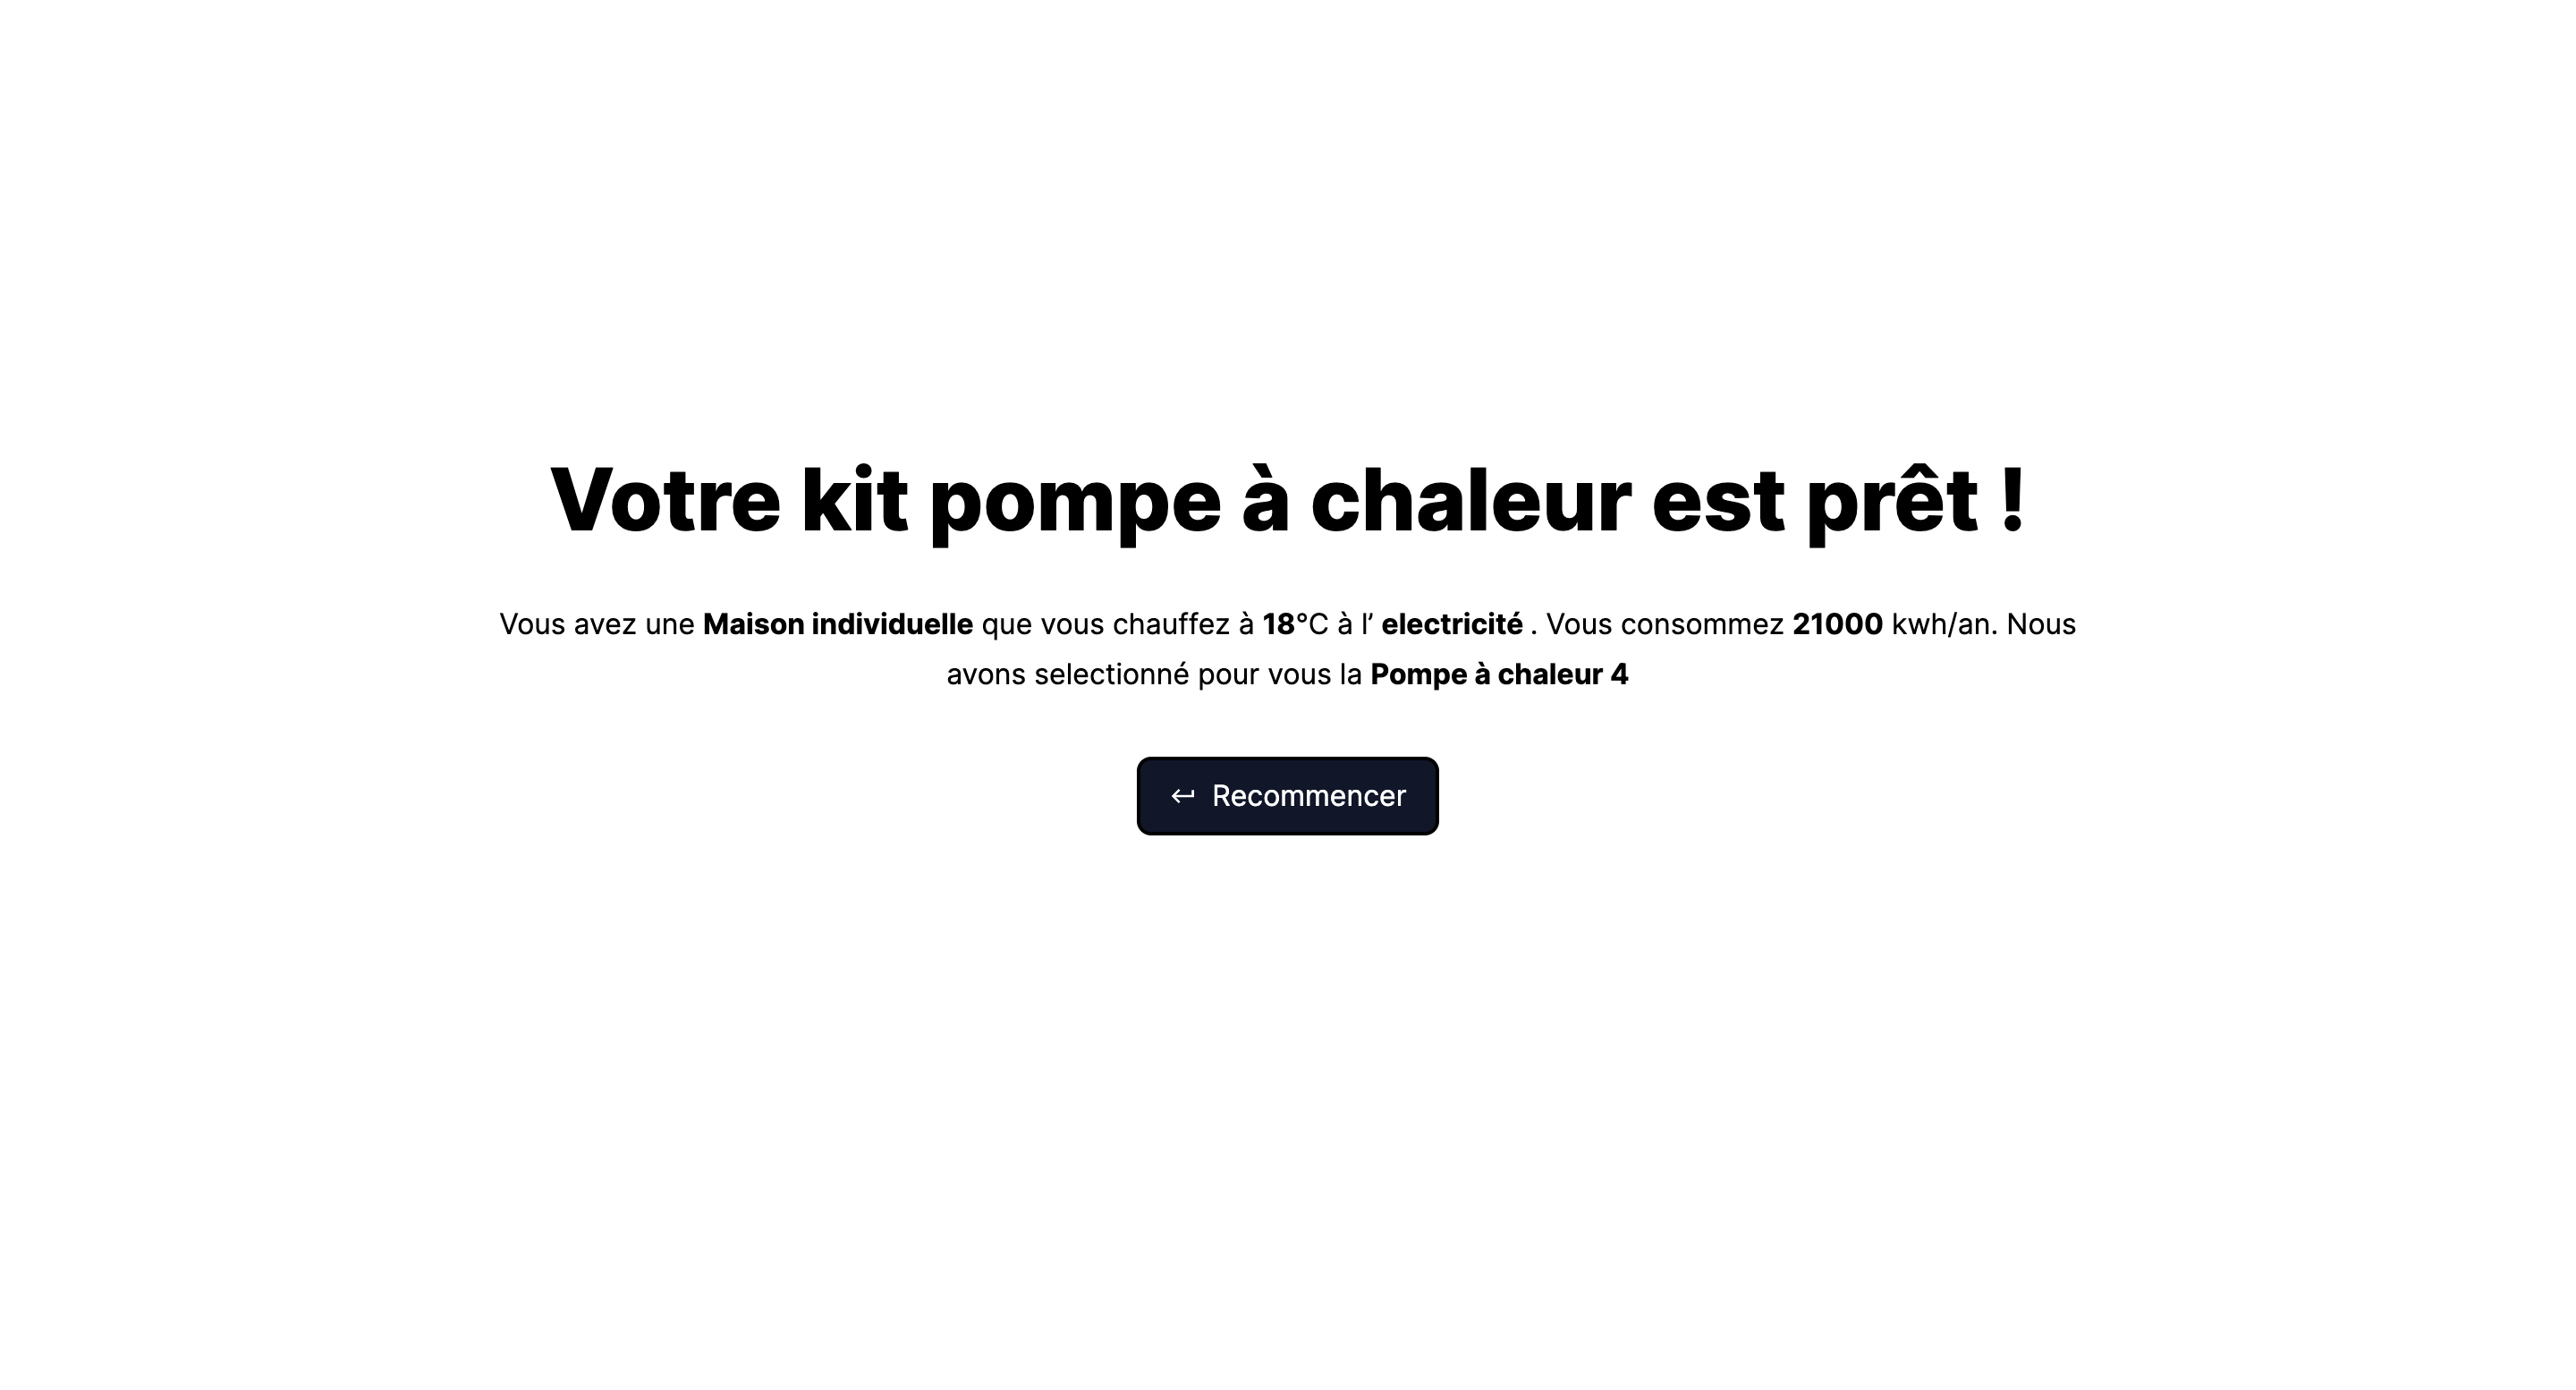 Votre kit pompe à chaleur est prêt !
Vous avez une Maison individuelle que vous chauffez à 18°C à l’ electricité . Vous consommez 21000 kwh/an. Nous
avons selectionné pour vous la Pompe à chaleur 4
Recommencer